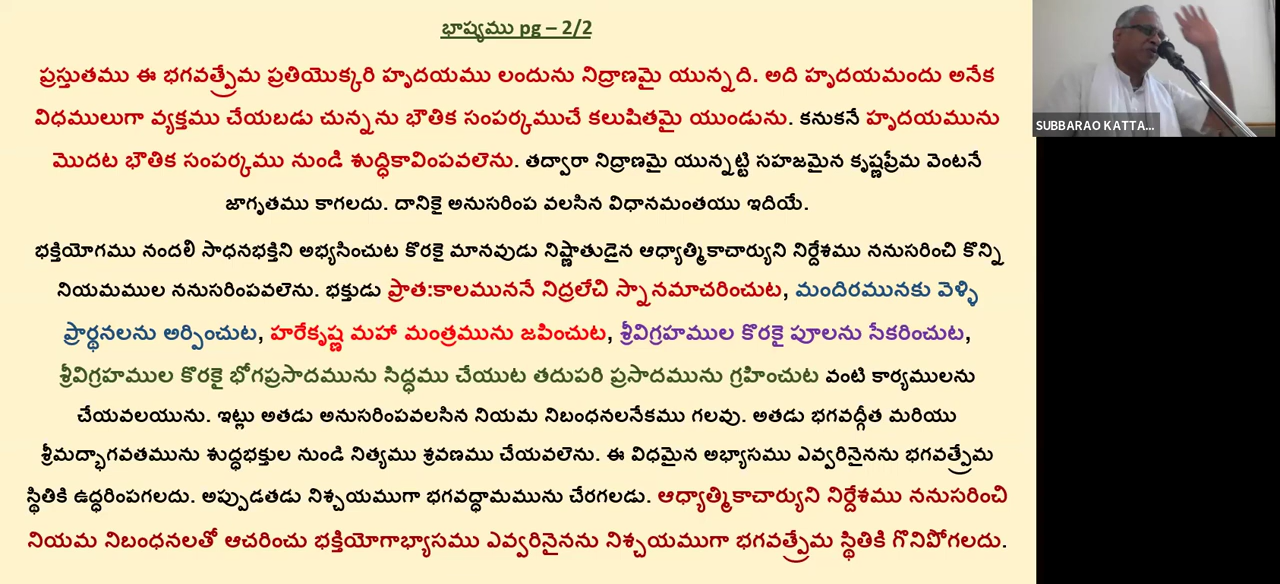 భాష్యము pg – 2/2
ప్రస్తుతము ఈ భగవత్ప్రేమ ప్రతియొక్కరి హృదయము లందును నిద్రాణమై యున్నది. అది హృదయమందు అనేక
విధములుగా వ్యక్తము చేయబడు చున్నను భౌతిక సంపర్కముచే కలుషితమై యుండును. కనుకనే హృదయమును
మొదట భౌతిక సంపర్కము నుండి శుద్ధికావింపవలెను. తద్వారా నిద్రాణమై యున్నట్టి సహజమైన కృష్ణప్రేమ వెంటనే
జాగృతము కాగలదు. దానికై అనుసరింప వలసిన విధానమంతయు ఇదియే.
భక్తియోగము నందలి సాధనభక్తిని అభ్యసించుట కొరకై మానవుడు నిష్ణాతుడైన ఆధ్యాత్మికాచార్యుని నిర్దేశము ననుసరించి కొన్ని
నియమముల ననుసరింపవలెను. భక్తుడు ప్రాత:కాలముననే నిద్రలేచి స్నానమాచరించుట, మందిరమునకు వెళ్ళి
ప్రార్థనలను అర్పించుట, హరేకృష్ణ మహా మంత్రమును జపించుట, శ్రీవిగ్రహముల కొరకై పూలను సేకరించుట,
శ్రీవిగ్రహముల కొరకై భోగప్రసాదమును సిద్ధము చేయుట తదుపరి ప్రసాదమును గ్రహించుట వంటి కార్యములను
చేయవలయును. ఇట్లు అతడు అనుసరింపవలసిన నియమ నిబంధనలనేకము గలవు. అతడు భగవద్గీత మరియు
శ్రీమద్భాగవతమును శుద్ధభక్తుల నుండి నిత్యము శ్రవణము చేయవలెను. ఈ విధమైన అభ్యాసము ఎవ్వరినైనను భగవత్ప్రేమ
స్థితికి ఉద్ధరింపగలదు. అప్పుడతడు నిశ్చయముగా భగవద్ధామమును చేరగలడు. ఆధ్యాత్మికాచార్యుని నిర్దేశము ననుసరించి
నియమ నిబంధనలతో ఆచరించు భక్తియోగాభ్యాసము ఎవ్వరినైనను నిశ్చయముగా భగవత్ప్రేమ స్థితికి గొనిపోగలదు.
SUBBARAO KATTA...